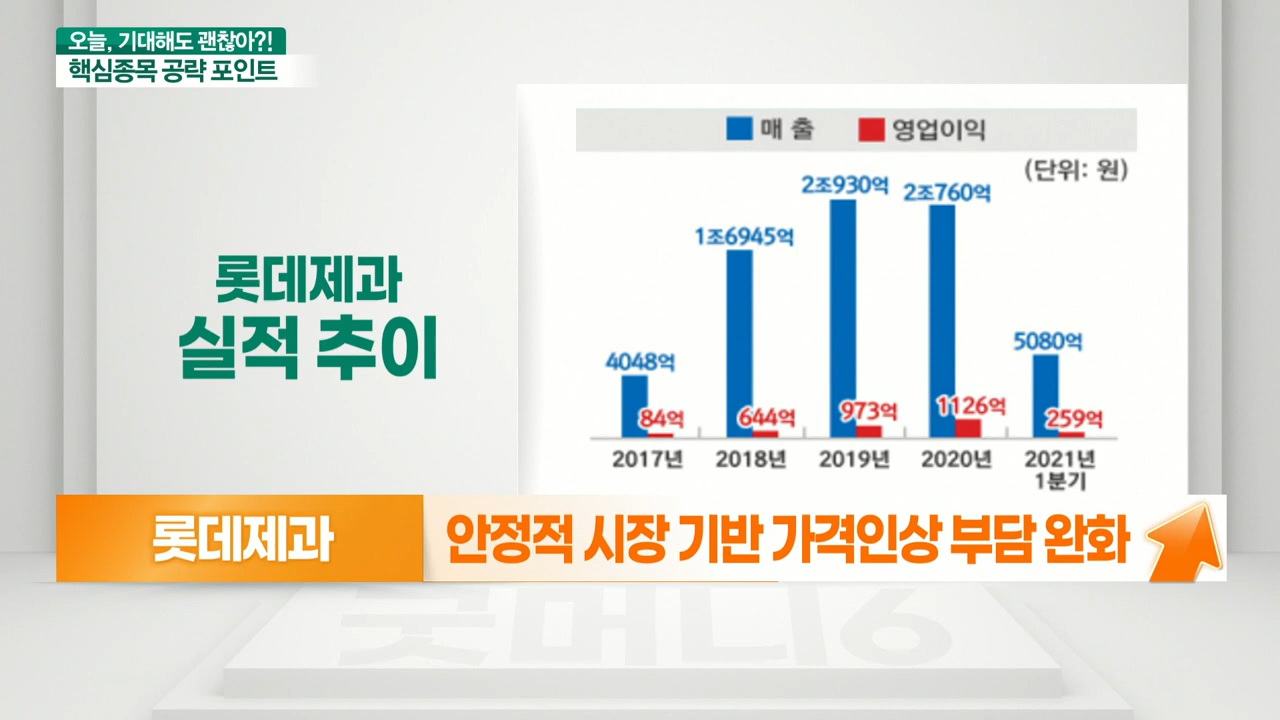 오늘, 기대해도 괜찮아?!
핵심종목 공략 포인트
롯데제과
실적 추이
매 출 영업이익
(단위: 원)
4048억 1조6945억 2조930억 2조760억 5080억
84억 644억 973억 1126억 259억
2017년 2018년 2019년 2020년 2021년
1분기
롯데제과 안정적 시장 기반 가격인상 부담 완화
굿머니6